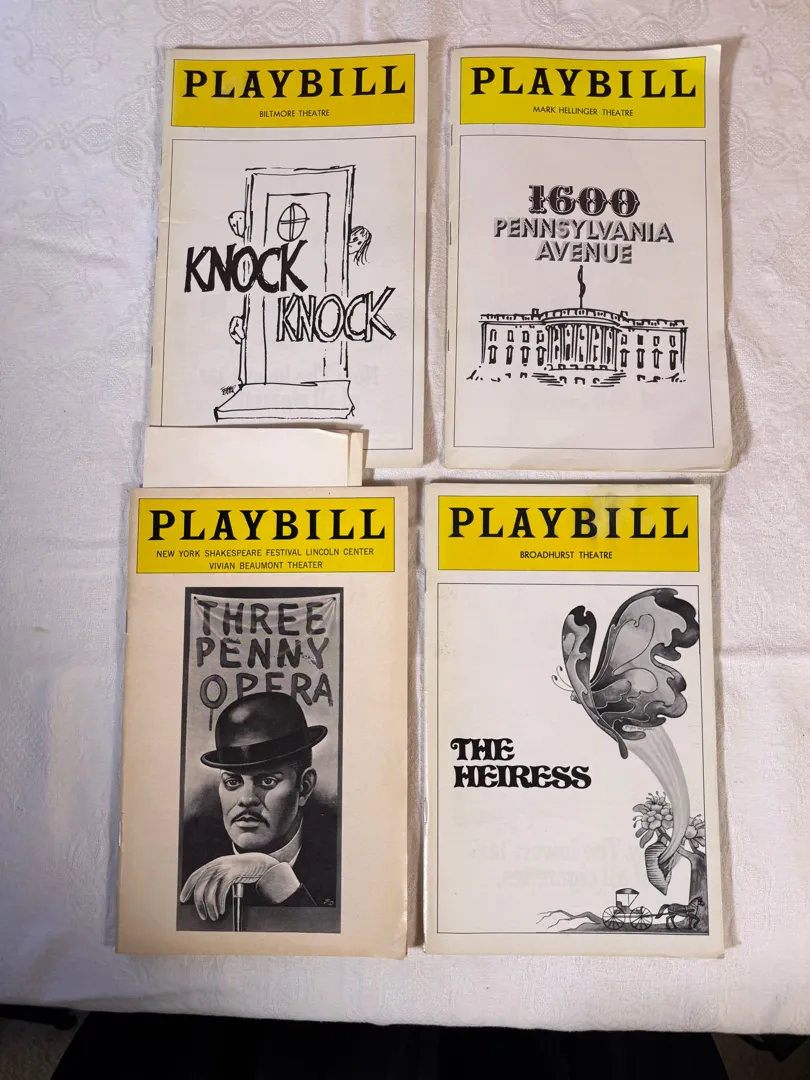 PLAYBILL
BILTMORE THEATRE
KNOCK
KNOCK
PLAYBILL
MARK HELLINGER THEATRE
1600
PENNSYLVANIA
AVENUE
PLAYBILL
NEW YORK SHAKESPEARE FESTIVAL LINCOLN CENTER
VIVIAN BEAUMONT THEATER
THREE
PENNY
OPERA
PLAYBILL
BROADHURST THEATRE
THE
HEIRESS